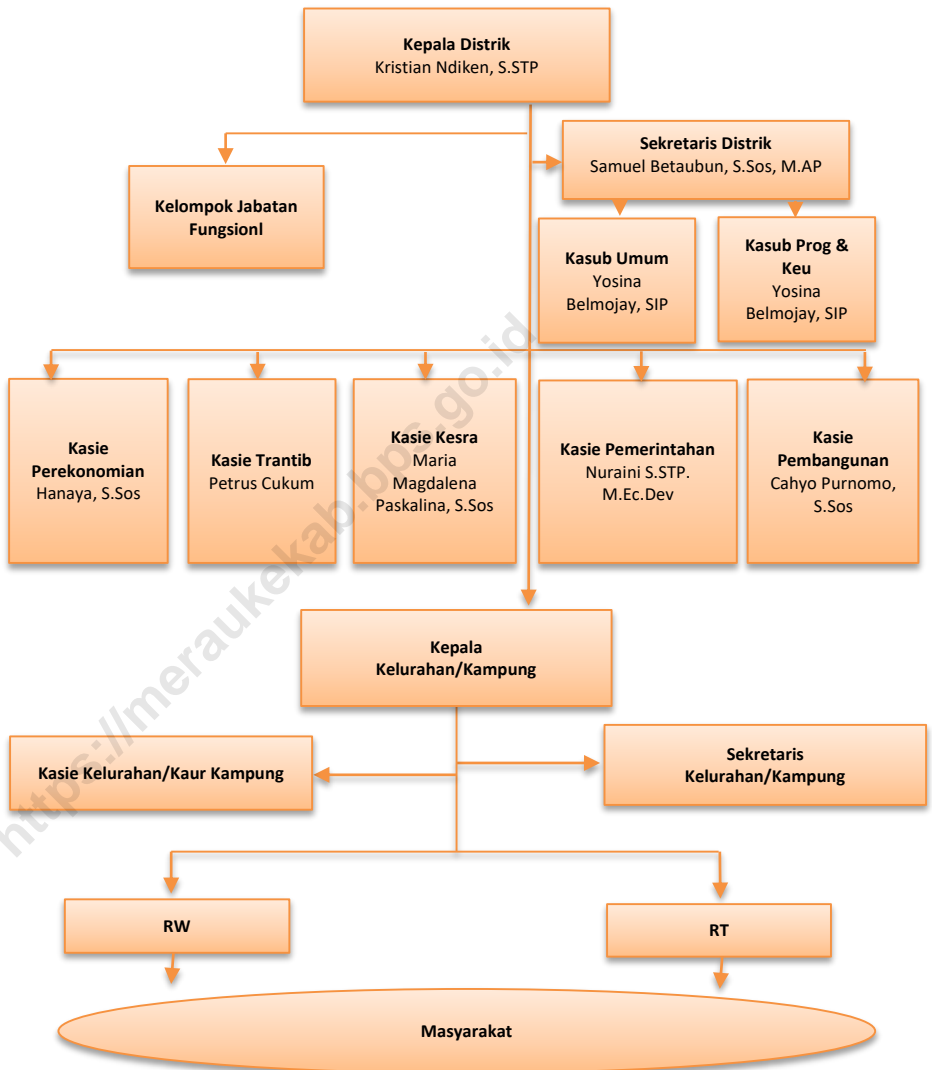 Kepala Distrik
Kristian Ndiken, S.STP
Sekretaris Distrik
Samuel Betaubun, S.Sos, M.AP
Kelompok Jabatan
Fungsionl
Kasub Umum
Yosina
Belmojay, SIP
Kasub Prog &
Keu
Yosina
Belmojay, SIP
Kasie
Perekonomian
Hanaya, S.Sos
Kasie Trantib
Petrus Cukum
Kasie Kesra
Maria
Magdalena
Paskalina, S.Sos
Kasie Pemerintahan
Nuraini S.STP.
M.Ec.Dev
Kasie
Pembangunan
Cahyo Purnomo,
S.Sos
Kepala
Kelurahan/Kampung
Kasie Kelurahan/Kaur Kampung
Sekretaris
Kelurahan/Kampung
RW
RT
Masyarakat
https://meraukekab.bps.go.id